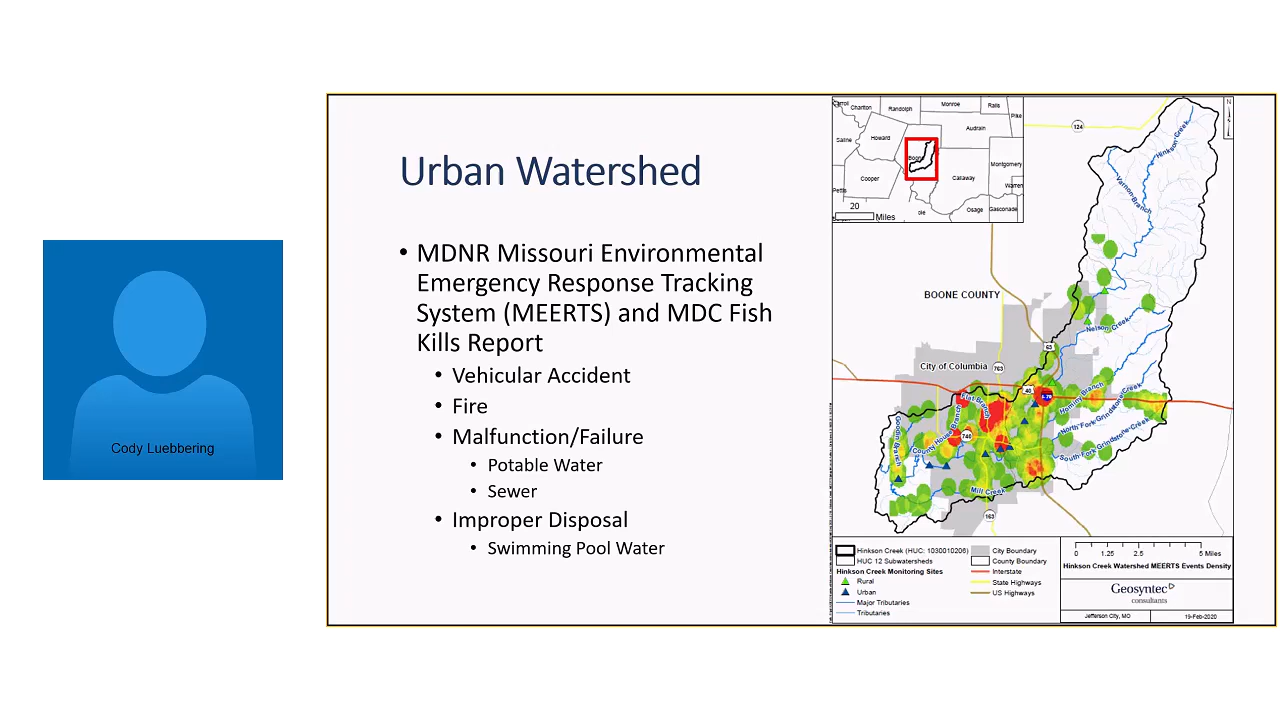 Urban Watershed
• MDNR Missouri Environmental
Emergency Response Tracking
System (MEERTS) and MDC Fish
Kills Report
• Vehicular Accident
• Fire
• Malfunction/Failure
• Potable Water
• Sewer
• Improper Disposal
• Swimming Pool Water
Cody Luebbering
Carroll
Chariton
Randolph
Monroe
Ralls
Pike
Saline
Howard
Audrain
Boone
Montgomery
Cooper
Callaway
Warren
Pettis
Osage
Gasconade
20
Miles
N
124
Hinkson Creek
Varnon Branch
BOONE COUNTY
Nelson Creek
63
City of Columbia
763
40
I-70
Flat Branch
Hominy Branch
County House Branch
740
Goodin Branch
North Fork Grindstone Creek
South Fork Grindstone Creek
Mill Creek
163
Hinkson Creek (HUC: 1030010206)
HUC 12 Subwatersheds
Hinkson Creek Monitoring Sites
Rural
Urban
Major Tributaries
Tributaries
City Boundary
County Boundary
Interstate
State Highways
US Highways
0 1.25 2.5 5 Miles
Hinkson Creek Watershed MEERTS Events Density
Geosyntec
consultants
Jefferson City, MO
19-Feb-2020